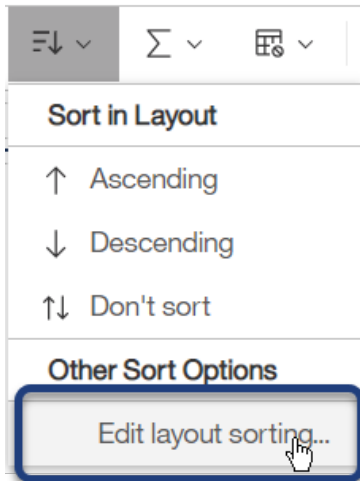 Sort in Layout
Ascending
Descending
Don't sort
Other Sort Options
Edit layout sorting...